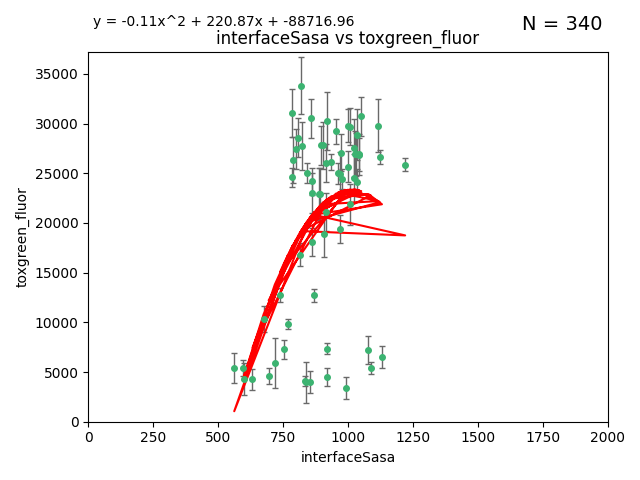 y = -0.11x^2 + 220.87x + -88716.96
N = 340
interfaceSasa vs toxgreen_fluor
35000
30000
25000
20000
15000
10000
5000
0
toxgreen_fluor
0 250 500 750 1000 1250 1500 1750 2000
interfaceSasa